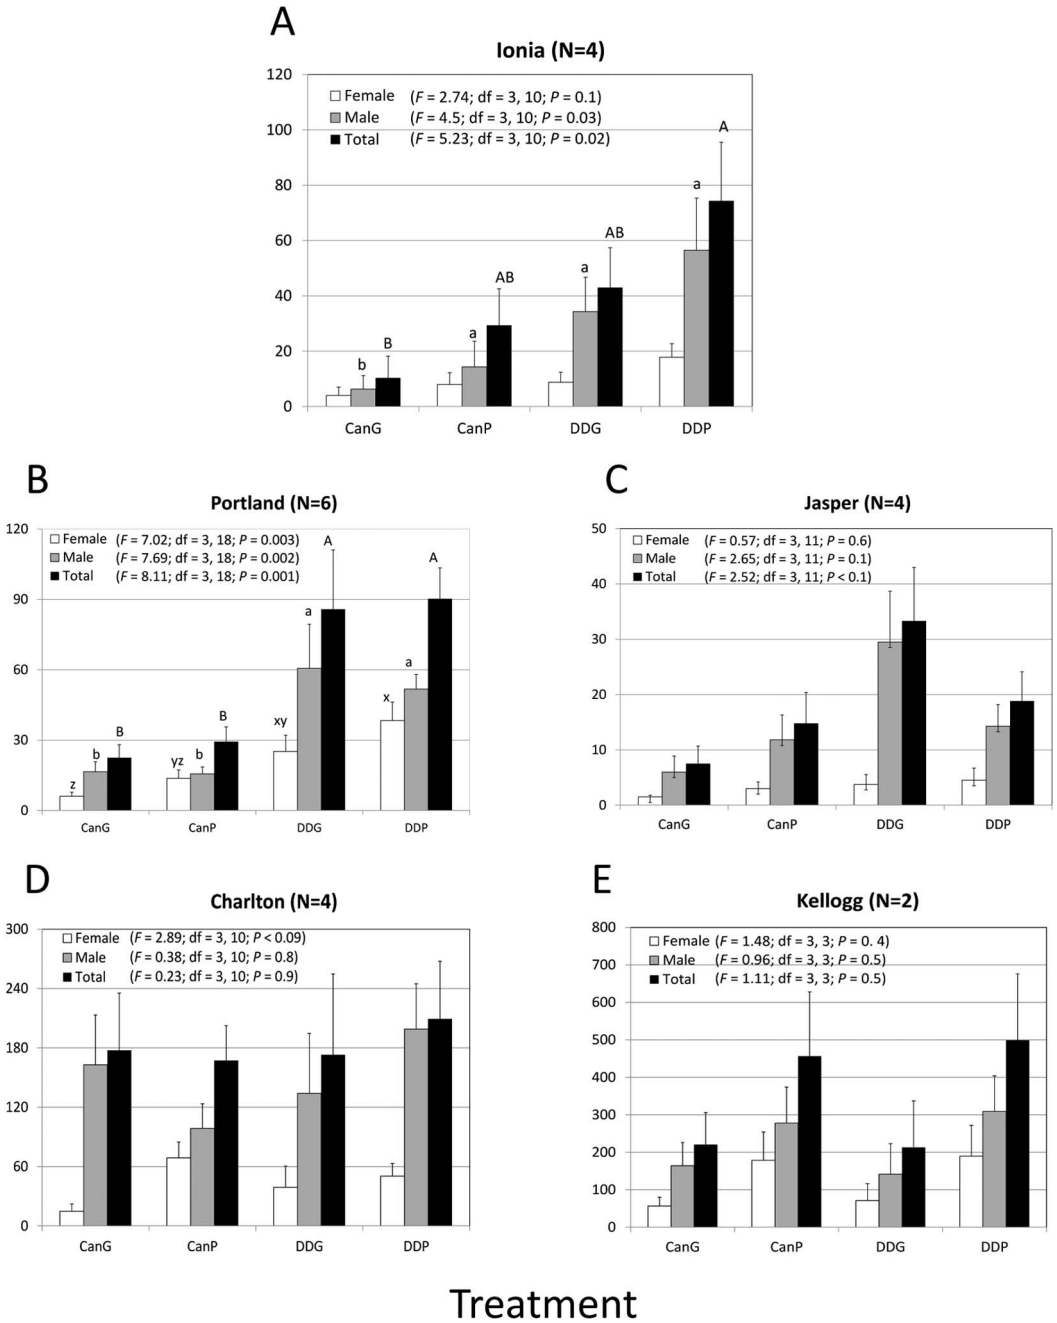 A
Ionia (N=4)
120
100
80
60
40
20
0
Female (F = 2.74; df = 3, 10; P = 0.1)
Male (F = 4.5; df = 3, 10; P = 0.03)
Total (F = 5.23; df = 3, 10; P = 0.02)
b B
a AB
a AB
a A
CanG CanP DDG DDP
B
Portland (N=6)
120
90
60
30
0
Female (F = 7.02; df = 3, 18; P = 0.003)
Male (F = 7.69; df = 3, 18; P = 0.002)
Total (F = 8.11; df = 3, 18; P = 0.001)
z b B
yz b B
xy a A
x a A
CanG CanP DDG DDP
C
Jasper (N=4)
50
40
30
20
10
0
Female (F = 0.57; df = 3, 11; P = 0.6)
Male (F = 2.65; df = 3, 11; P = 0.1)
Total (F = 2.52; df = 3, 11; P < 0.1)
CanG CanP DDG DDP
D
Charlton (N=4)
300
240
180
120
60
0
Female (F = 2.89; df = 3, 10; P < 0.09)
Male (F = 0.38; df = 3, 10; P = 0.8)
Total (F = 0.23; df = 3, 10; P = 0.9)
CanG CanP DDG DDP
E
Kellogg (N=2)
800
700
600
500
400
300
200
100
0
Female (F = 1.48; df = 3, 3; P = 0. 4)
Male (F = 0.96; df = 3, 3; P = 0.5)
Total (F = 1.11; df = 3, 3; P = 0.5)
CanG CanP DDG DDP
Treatment